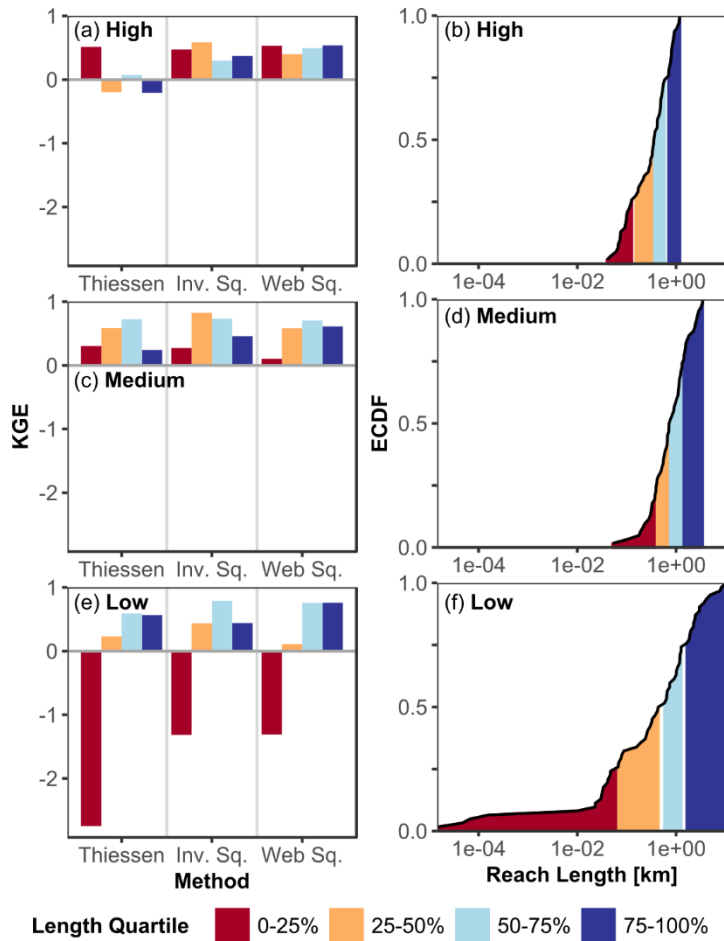 (a) High
1
0
-1
-2
Thiessen Inv. Sq. Web Sq.
(b) High
1.0
0.5
0.0
1e-04 1e-02 1e+00
1
0
-1
-2
(c) Medium
Thiessen Inv. Sq. Web Sq.
KGE
(d) Medium
1.0
0.5
0.0
1e-04 1e-02 1e+00
ECDF
(e) Low
1
0
-1
-2
Thiessen Inv. Sq. Web Sq.
Method
(f) Low
1.0
0.5
0.0
1e-04 1e-02 1e+00
Reach Length [km]
Length Quartile 0-25% 25-50% 50-75% 75-100%